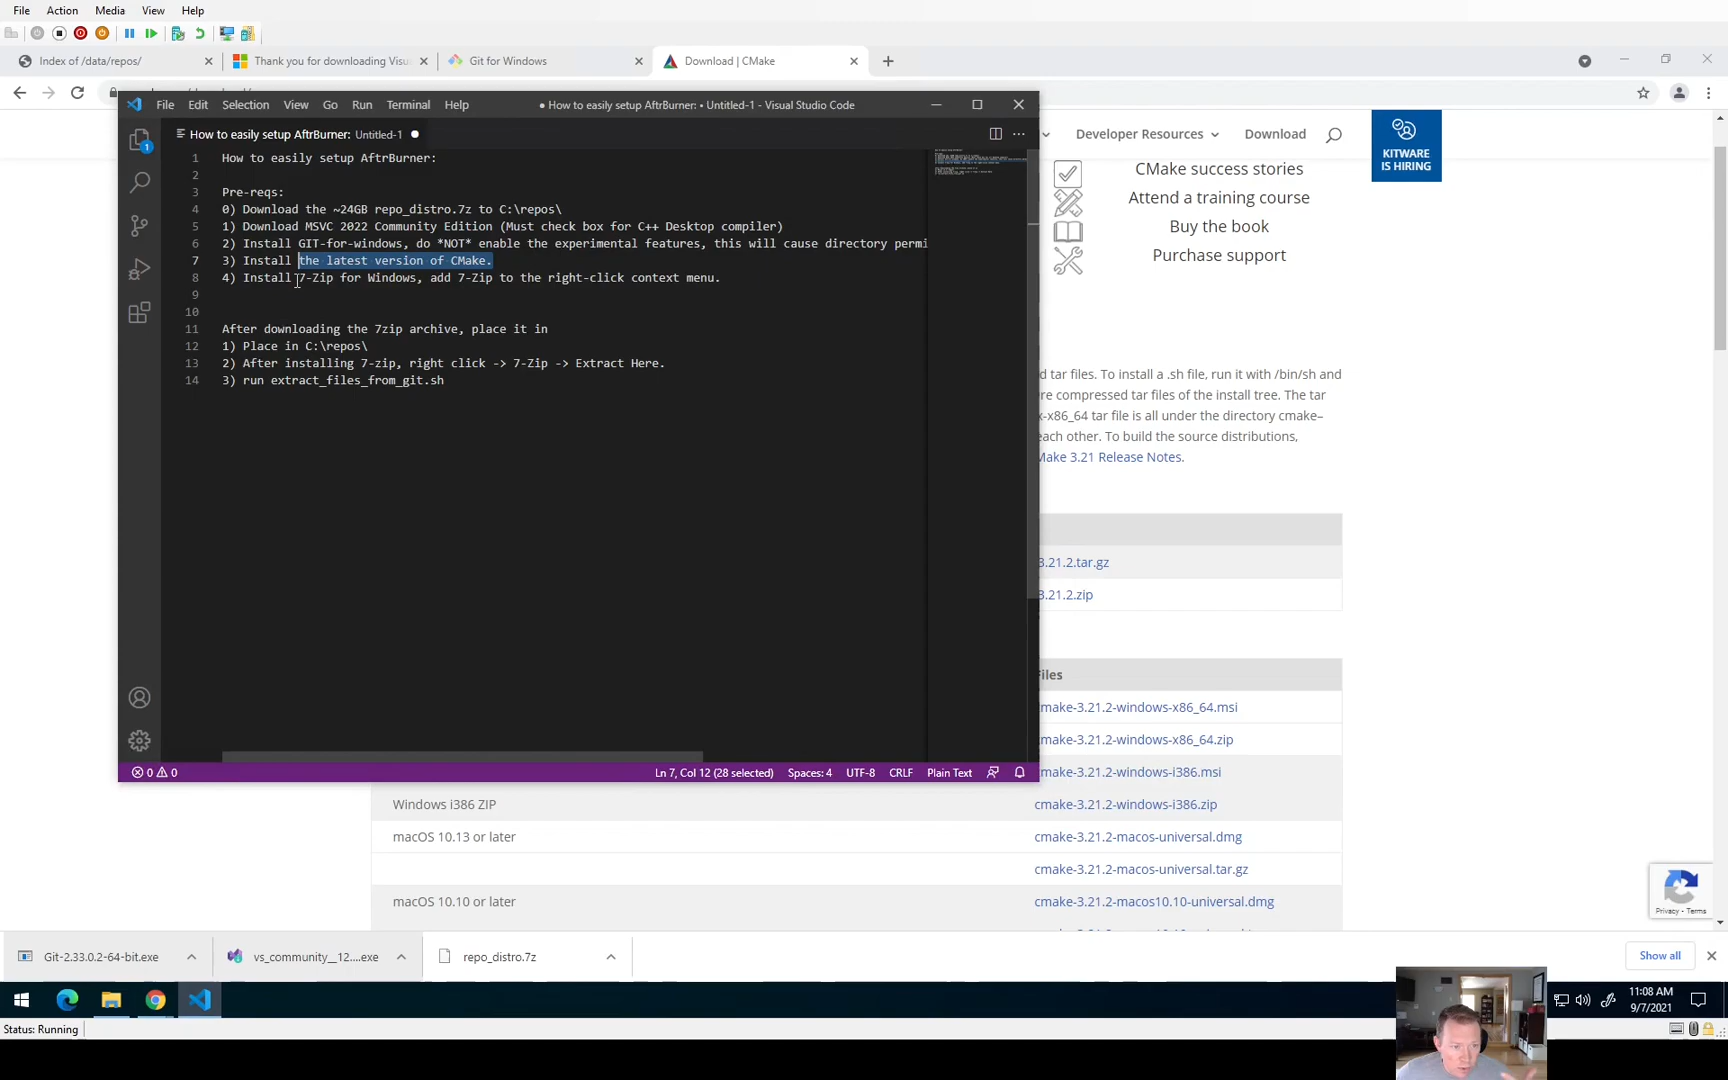 File Action Media View Help
Index of /data/repos/
Thank you for downloading Visu
Git for Windows
Download | CMake
File Edit Selection View Go Run Terminal Help
● How to easily setup AftrBurner: • Untitled-1 - Visual Studio Code
How to easily setup AftrBurner: Untitled-1 ●
1 How to easily setup AftrBurner:
2
3 Pre-reqs:
4 0) Download the ~24GB repo_distro.7z to C:\repos\
5 1) Download MSVC 2022 Community Edition (Must check box for C++ Desktop compiler)
6 2) Install GIT-for-windows, do *NOT* enable the experimental features, this will cause directory permi
7 3) Install the latest version of CMake.
8 4) Install 7-Zip for Windows, add 7-Zip to the right-click context menu.
9
10
11 After downloading the 7zip archive, place it in
12 1) Place in C:\repos\
13 2) After installing 7-zip, right click -> 7-Zip -> Extract Here.
14 3) run extract_files_from_git.sh
1
0 0
Ln 7, Col 12 (28 selected) Spaces: 4 UTF-8 CRLF Plain Text
Developer Resources Download
KITWARE
IS HIRING
CMake success stories
Attend a training course
Buy the book
Purchase support
d tar files. To install a .sh file, run it with /bin/sh and
re compressed tar files of the install tree. The tar
x-x86_64 tar file is all under the directory cmake–
each other. To build the source distributions,
Make 3.21 Release Notes.
3.21.2.tar.gz
3.21.2.zip
Files
cmake-3.21.2-windows-x86_64.msi
cmake-3.21.2-windows-x86_64.zip
cmake-3.21.2-windows-i386.msi
Windows i386 ZIP cmake-3.21.2-windows-i386.zip
macOS 10.13 or later cmake-3.21.2-macos-universal.dmg
cmake-3.21.2-macos-universal.tar.gz
macOS 10.10 or later cmake-3.21.2-macos10.10-universal.dmg
Privacy - Terms
Git-2.33.0.2-64-bit.exe
vs_community__12....exe
repo_distro.7z
Show all
11:08 AM
9/7/2021
Status: Running